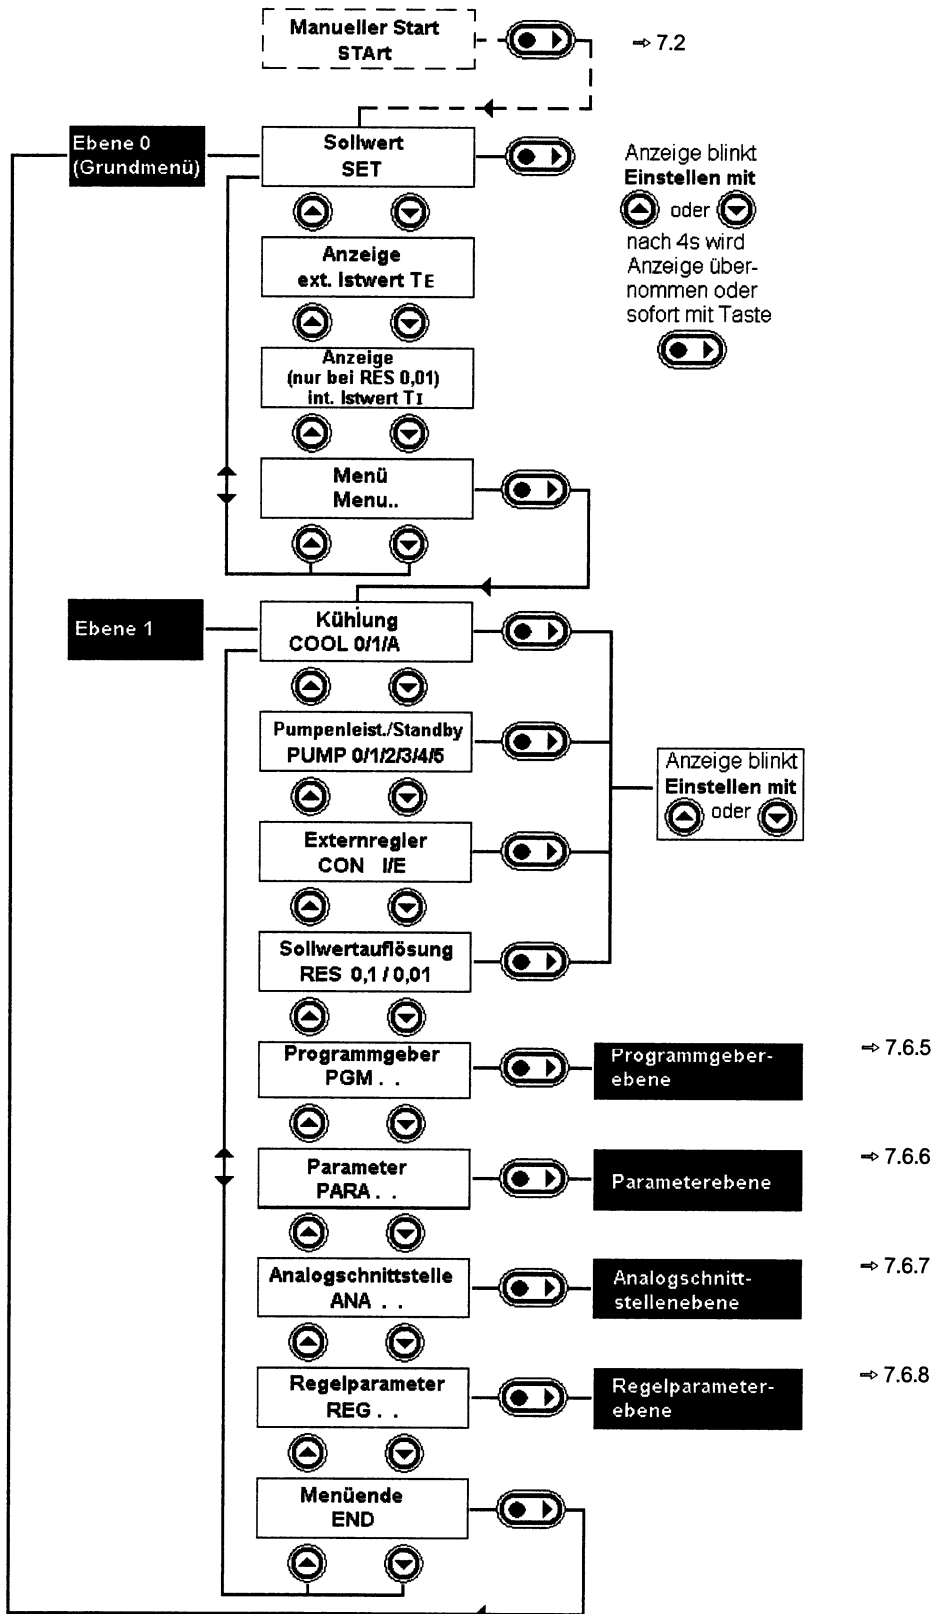 Manueller Start
STArt
⇨ 7.2
Ebene 0
(Grundmenü)
Sollwert
SET
Anzeige blinkt
Einstellen mit
oder
nach 4s wird
Anzeige über-
nommen oder
sofort mit Taste
Anzeige
ext. Istwert TE
Anzeige
(nur bei RES 0,01)
int. Istwert TI
Menü
Menu..
Ebene 1
Kühlung
COOL 0/1/A
Pumpenleist./Standby
PUMP 0/1/2/3/4/5
Anzeige blinkt
Einstellen mit
oder
Externregler
CON I/E
Sollwertauflösung
RES 0,1 / 0,01
Programmgeber
PGM . .
Programmgeber-
ebene
⇨ 7.6.5
Parameter
PARA . .
Parameterebene
⇨ 7.6.6
Analogschnittstelle
ANA . .
Analogschnitt-
stellenebene
⇨ 7.6.7
Regelparameter
REG . .
Regelparameter-
ebene
⇨ 7.6.8
Menüende
END